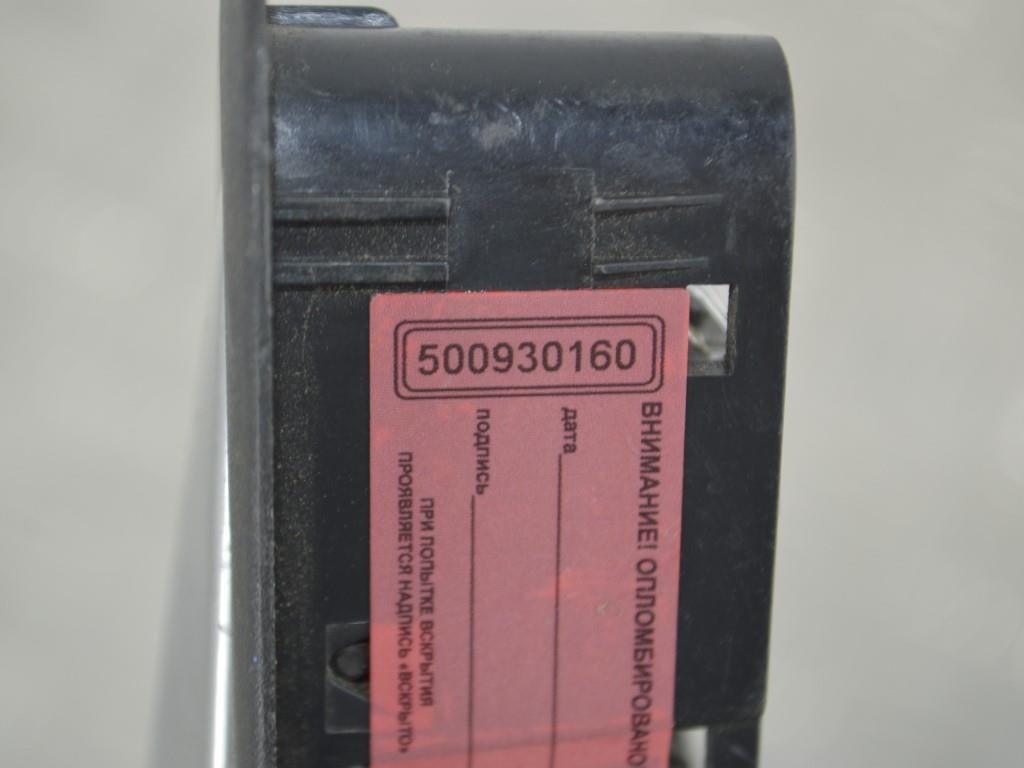 500930160
ВНИМАНИЕ! ОПЛОМБИРОВАНО
дата
подпись
ПРИ ПОПЫТКЕ ВСКРЫТИЯ
ПРОЯВЛЯЕТСЯ НАДПИСЬ «ВСКРЫТО»